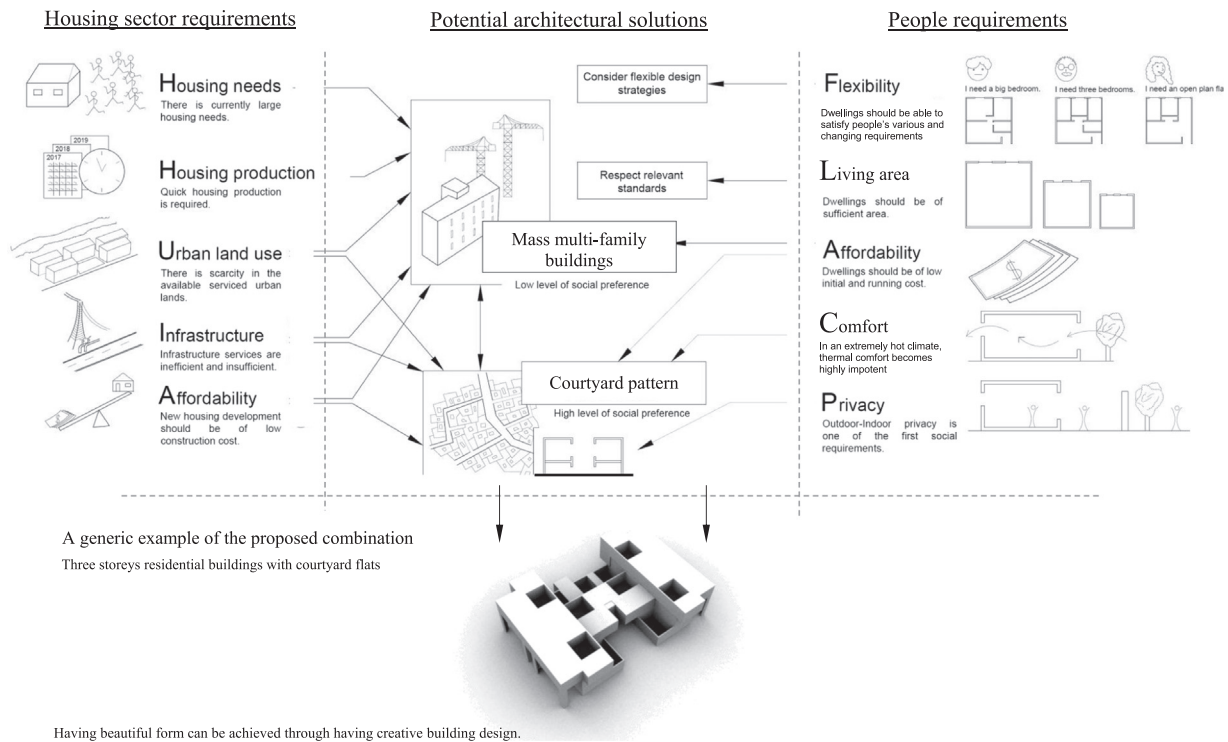 Housing sector requirements
Potential architectural solutions
People requirements
Housing needs
There is currently large
housing needs.
2019
2018
2017
Housing production
Quick housing production
is required.
Urban land use
There is scarcity in the
available serviced urban
lands.
Infrastructure
Infrastructure services are
inefficient and insufficient.
Affordability
New housing development
should be of low
construction cost.
Consider flexible design
strategies
Respect relevant
standards
Mass multi-family
buildings
Low level of social preference
Courtyard pattern
High level of social preference
Flexibility
Dwellings should be able to
satisfy people's various and
changing requirements
I need a big bedroom.
I need three bedrooms.
I need an open plan fla
Living area
Dwellings should be of
sufficient area.
Affordability
Dwellings should be of low
initial and running cost.
$
Comfort
In an extremely hot climate,
thermal comfort becomes
highly impotent
Privacy
Outdoor-Indoor privacy is
one of the first social
requirements.
A generic example of the proposed combination
Three storeys residential buildings with courtyard flats
Having beautiful form can be achieved through having creative building design.